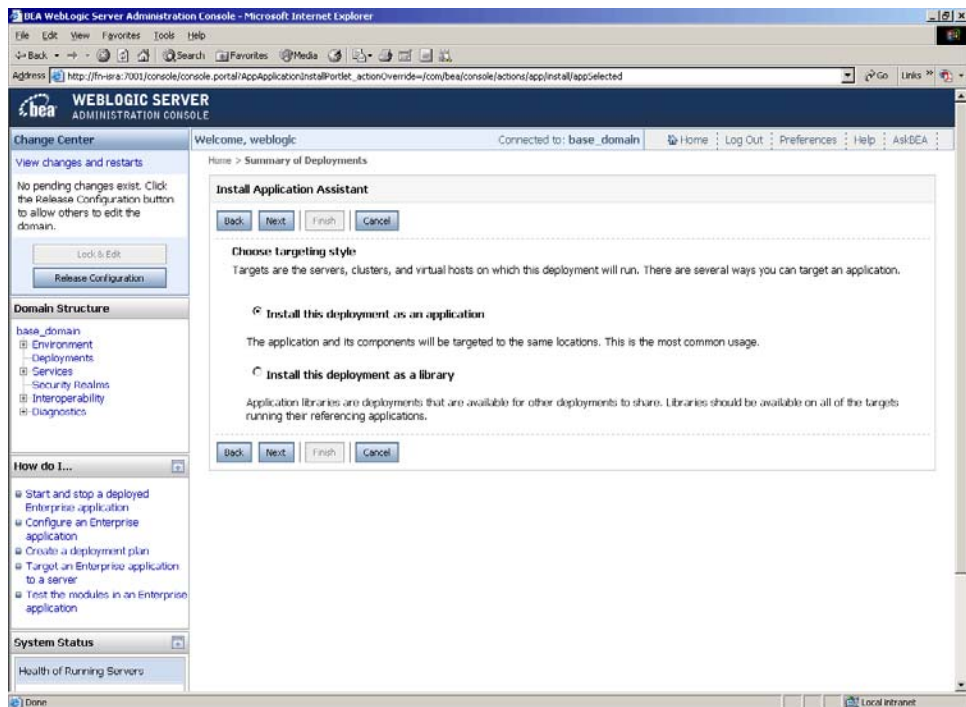 BEA WebLogic Server Administration Console - Microsoft Internet Explorer
File Edit View Favorites Tools Help
Back Search Favorites Media
Address http://fn-isra:7001/console/console.portal?AppApplicationInstallPortlet_actionOverride=/com/bea/console/actions/app/install/appSelected Go Links »
bea WEBLOGIC SERVER
ADMINISTRATION CONSOLE
Change Center
View changes and restarts
No pending changes exist. Click
the Release Configuration button
to allow others to edit the
domain.
Lock & Edit
Release Configuration
Domain Structure
base_domain
Environment
Deployments
Services
Security Realms
Interoperability
Diagnostics
How do I...
Start and stop a deployed
Enterprise application
Configure an Enterprise
application
Create a deployment plan
Target an Enterprise application
to a server
Test the modules in an Enterprise
application
System Status
Health of Running Servers
Welcome, weblogic Connected to: base_domain Home Log Out Preferences Help AskBEA
Home > Summary of Deployments
Install Application Assistant
Back Next Finish Cancel
Choose targeting style
Targets are the servers, clusters, and virtual hosts on which this deployment will run. There are several ways you can target an application.
Install this deployment as an application
The application and its components will be targeted to the same locations. This is the most common usage.
Install this deployment as a library
Application libraries are deployments that are available for other deployments to share. Libraries should be available on all of the targets
running their referencing applications.
Back Next Finish Cancel
Done Local intranet